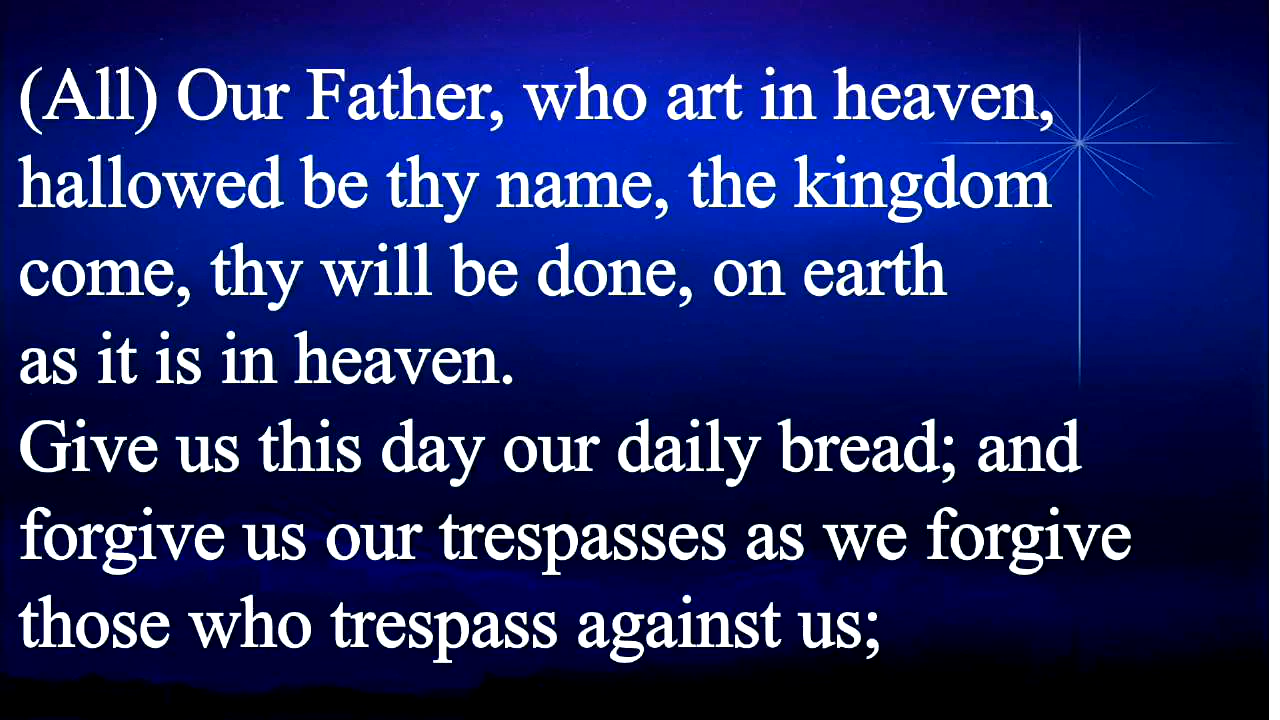 (All) Our Father, who art in heaven,
hallowed be thy name, the kingdom
come, thy will be done, on earth
as it is in heaven.
Give us this day our daily bread; and
forgive us our trespasses as we forgive
those who trespass against us;